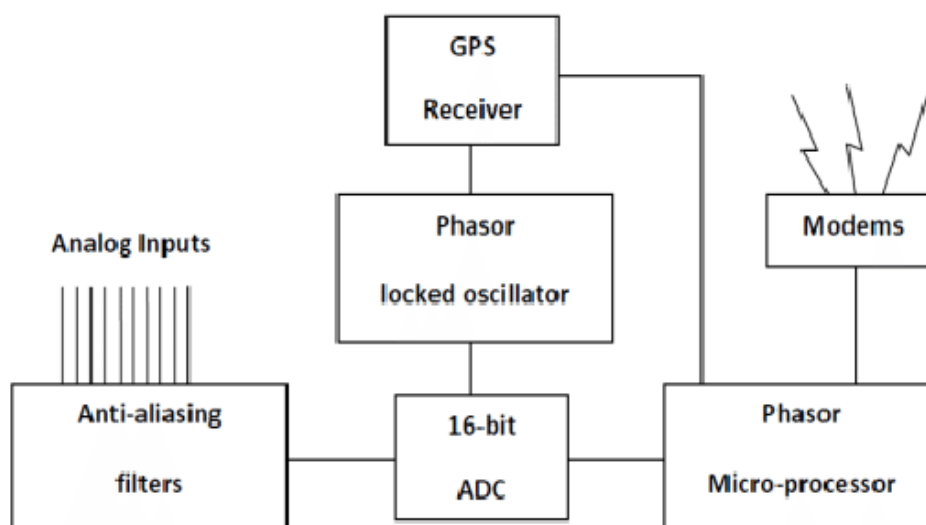 GPS
Receiver
Phasor
locked oscillator
Modems
Analog Inputs
Anti-aliasing
filters
16-bit
ADC
Phasor
Micro-processor